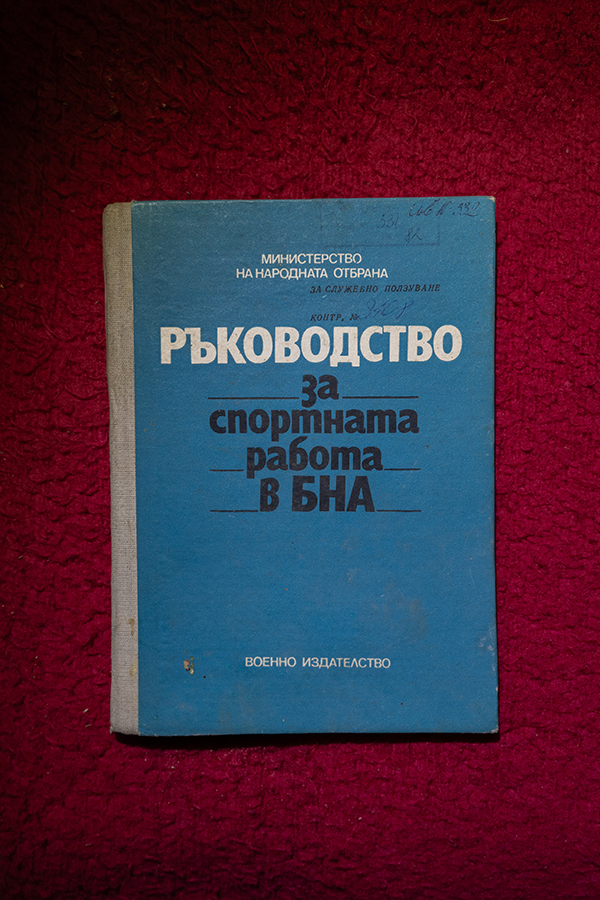 МИНИСТЕРСТВО
НА НАРОДНАТА ОТБРАНА
ЗА СЛУЖЕБНО ПОЛЗУВАНЕ
КОНТР. №
РЪКОВОДСТВО
за
спортната
работа
в БНА
ВОЕННО ИЗДАТЕЛСТВО